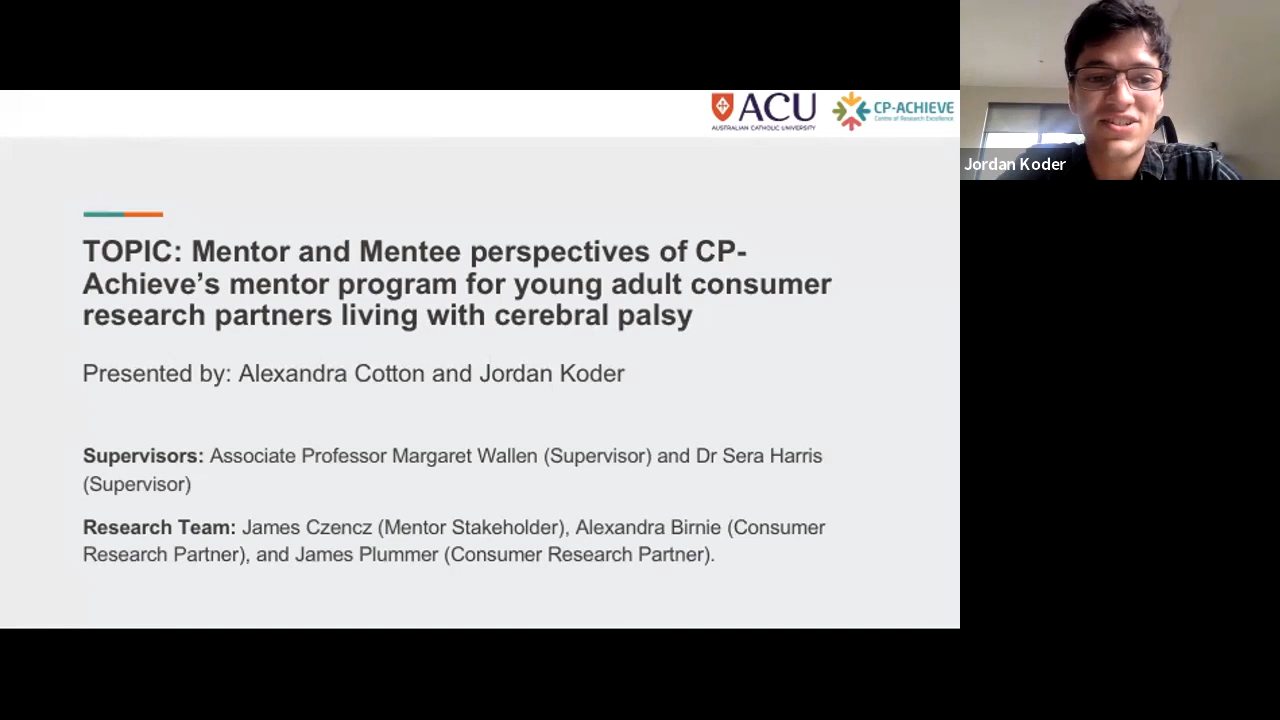 ACU
AUSTRALIAN CATHOLIC UNIVERSITY
CP-ACHIEVE
Centre of Research Excellence
Jordan Koder
TOPIC: Mentor and Mentee perspectives of CP-
Achieve’s mentor program for young adult consumer
research partners living with cerebral palsy
Presented by: Alexandra Cotton and Jordan Koder
Supervisors: Associate Professor Margaret Wallen (Supervisor) and Dr Sera Harris
(Supervisor)
Research Team: James Czencz (Mentor Stakeholder), Alexandra Birnie (Consumer
Research Partner), and James Plummer (Consumer Research Partner).